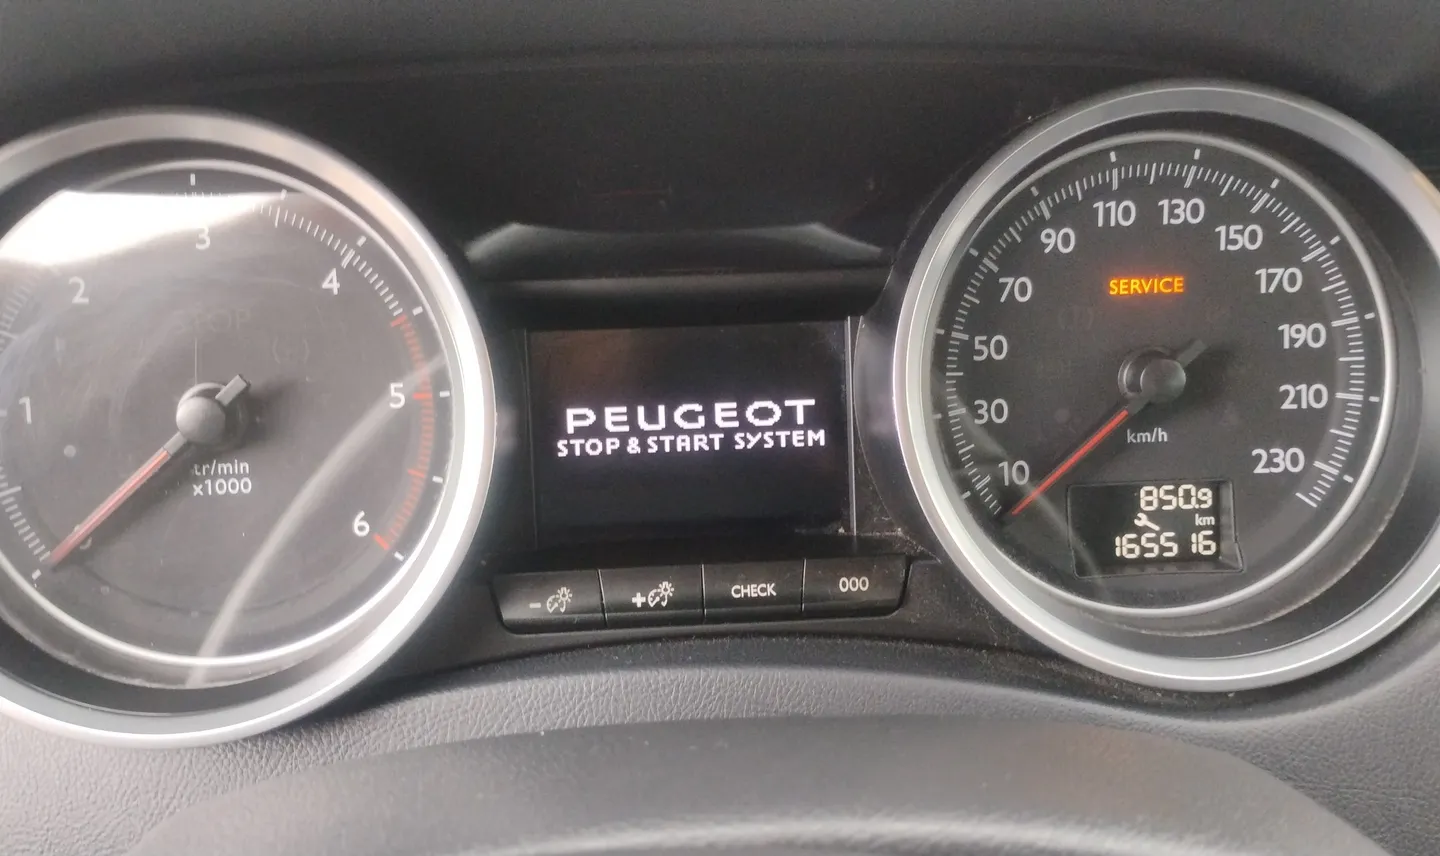 1
2
3
4
5
6
STOP
tr/min
x1000
PEUGEOT
STOP & START SYSTEM
-
+
CHECK
000
10
30
50
70
90
110
130
150
170
190
210
230
SERVICE
km/h
850.9
km
165516